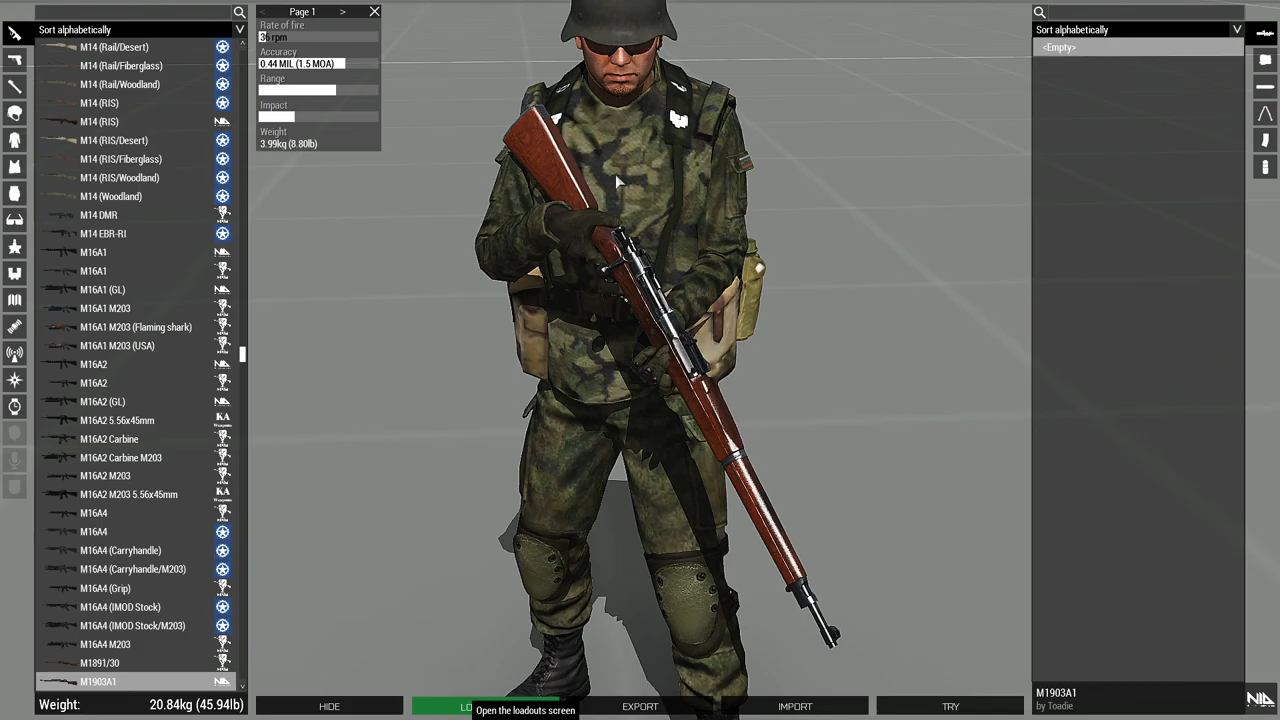 Sort alphabetically
M14 (Rail/Desert)
M14 (Rail/Fiberglass)
M14 (Rail/Woodland)
M14 (RIS)
M14 (RIS)
M14 (RIS/Desert)
M14 (RIS/Fiberglass)
M14 (RIS/Woodland)
M14 (Woodland)
M14 DMR
M14 EBR-RI
M16A1
M16A1
M16A1 (GL)
M16A1 M203
M16A1 M203 (Flaming shark)
M16A1 M203 (USA)
M16A2
M16A2
M16A2 (GL)
M16A2 5.56x45mm
KA
M16A2 Carbine
M16A2 Carbine M203
M16A2 M203
M16A2 M203 5.56x45mm
KA
M16A4
M16A4
M16A4 (Carryhandle)
M16A4 (Carryhandle/M203)
M16A4 (Grip)
M16A4 (IMOD Stock)
M16A4 (IMOD Stock/M203)
M16A4 M203
M1891/30
M1903A1
Weight: 20.84kg (45.94lb)
< Page 1 >
Rate of fire
36 rpm
Accuracy
0.44 MIL (1.5 MOA)
Range
Impact
Weight
3.99kg (8.80lb)
HIDE
LO
Open the loadouts screen
EXPORT
IMPORT
TRY
Sort alphabetically
<Empty>
M1903A1
by Toadie
NIA